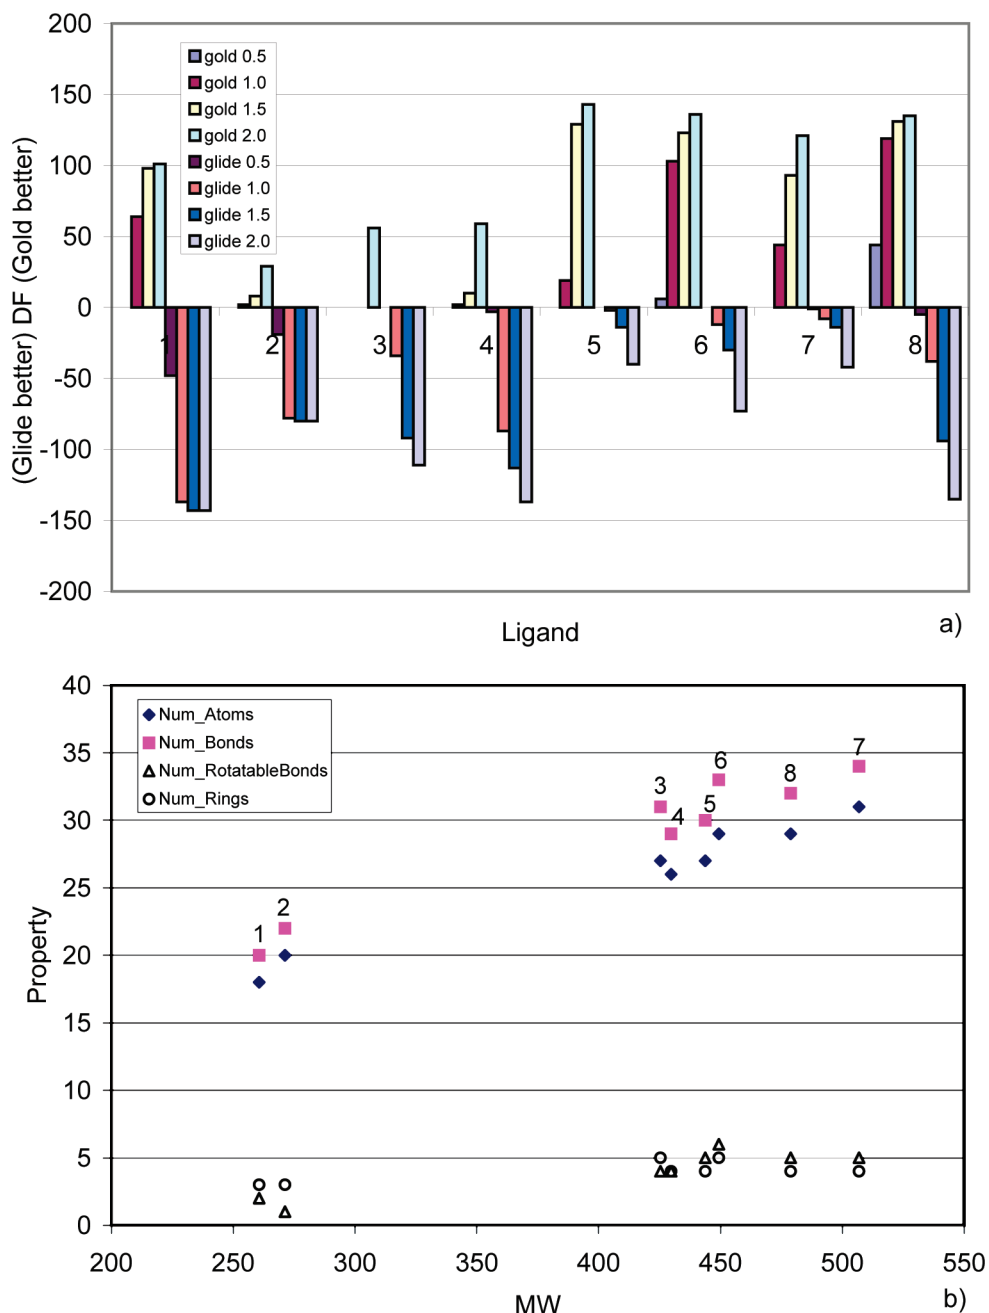 200
150
100
50
0
-50
-100
-150
-200
(Glide better) DF (Gold better)
gold 0.5
gold 1.0
gold 1.5
gold 2.0
glide 0.5
glide 1.0
glide 1.5
glide 2.0
1 2 3 4 5 6 7 8
Ligand
a)
40
35
30
25
20
15
10
5
0
Property
Num_Atoms
Num_Bonds
Num_RotatableBonds
Num_Rings
1 2 3 4 5 6 8 7
200 250 300 350 400 450 500 550
MW
b)